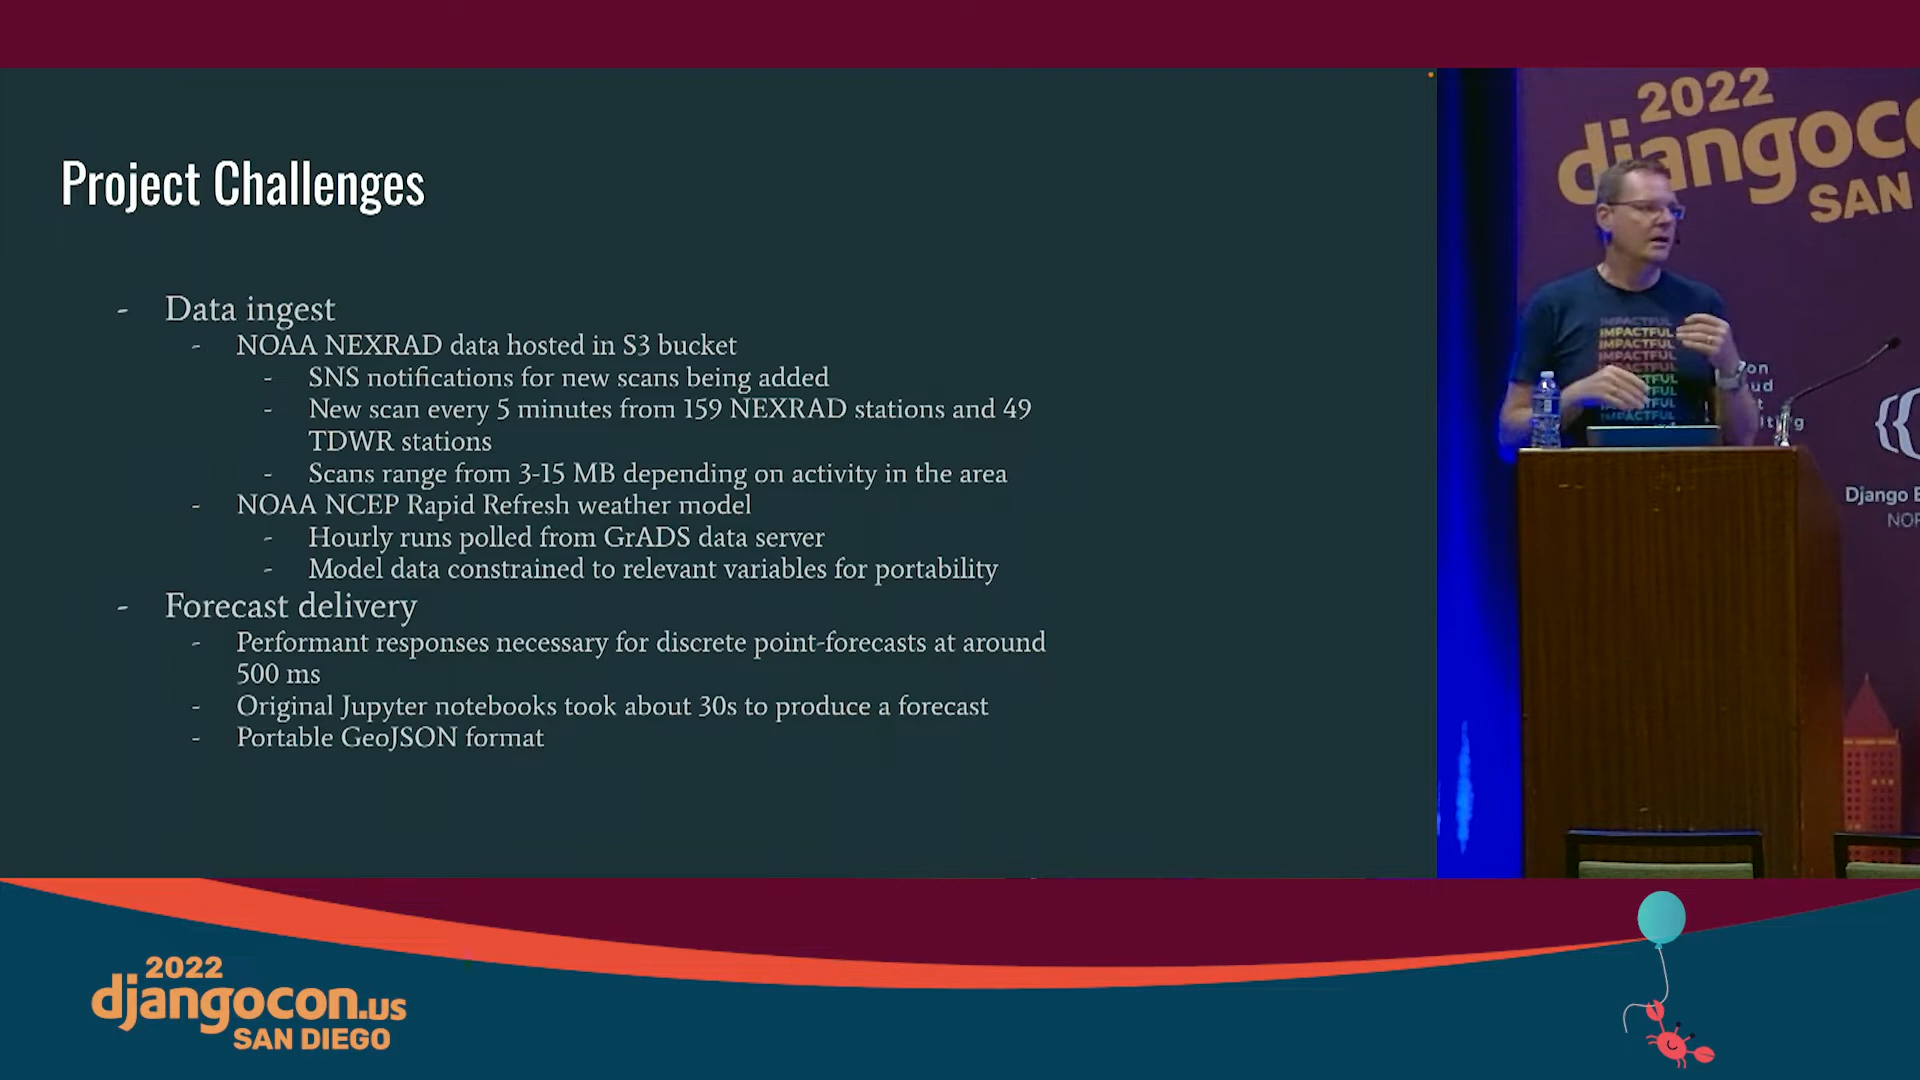 Project Challenges
- Data ingest
- NOAA NEXRAD data hosted in S3 bucket
- SNS notifications for new scans being added
- New scan every 5 minutes from 159 NEXRAD stations and 49
TDWR stations
- Scans range from 3-15 MB depending on activity in the area
- NOAA NCEP Rapid Refresh weather model
- Hourly runs polled from GrADS data server
- Model data constrained to relevant variables for portability
- Forecast delivery
- Performant responses necessary for discrete point-forecasts at around
500 ms
- Original Jupyter notebooks took about 30s to produce a forecast
- Portable GeoJSON format
2022
djangoco
SAN
IMPACTFUL
IMPACTFUL
IMPACTFUL
IMPACTFUL
Django
2022
djangocon.us
SAN DIEGO